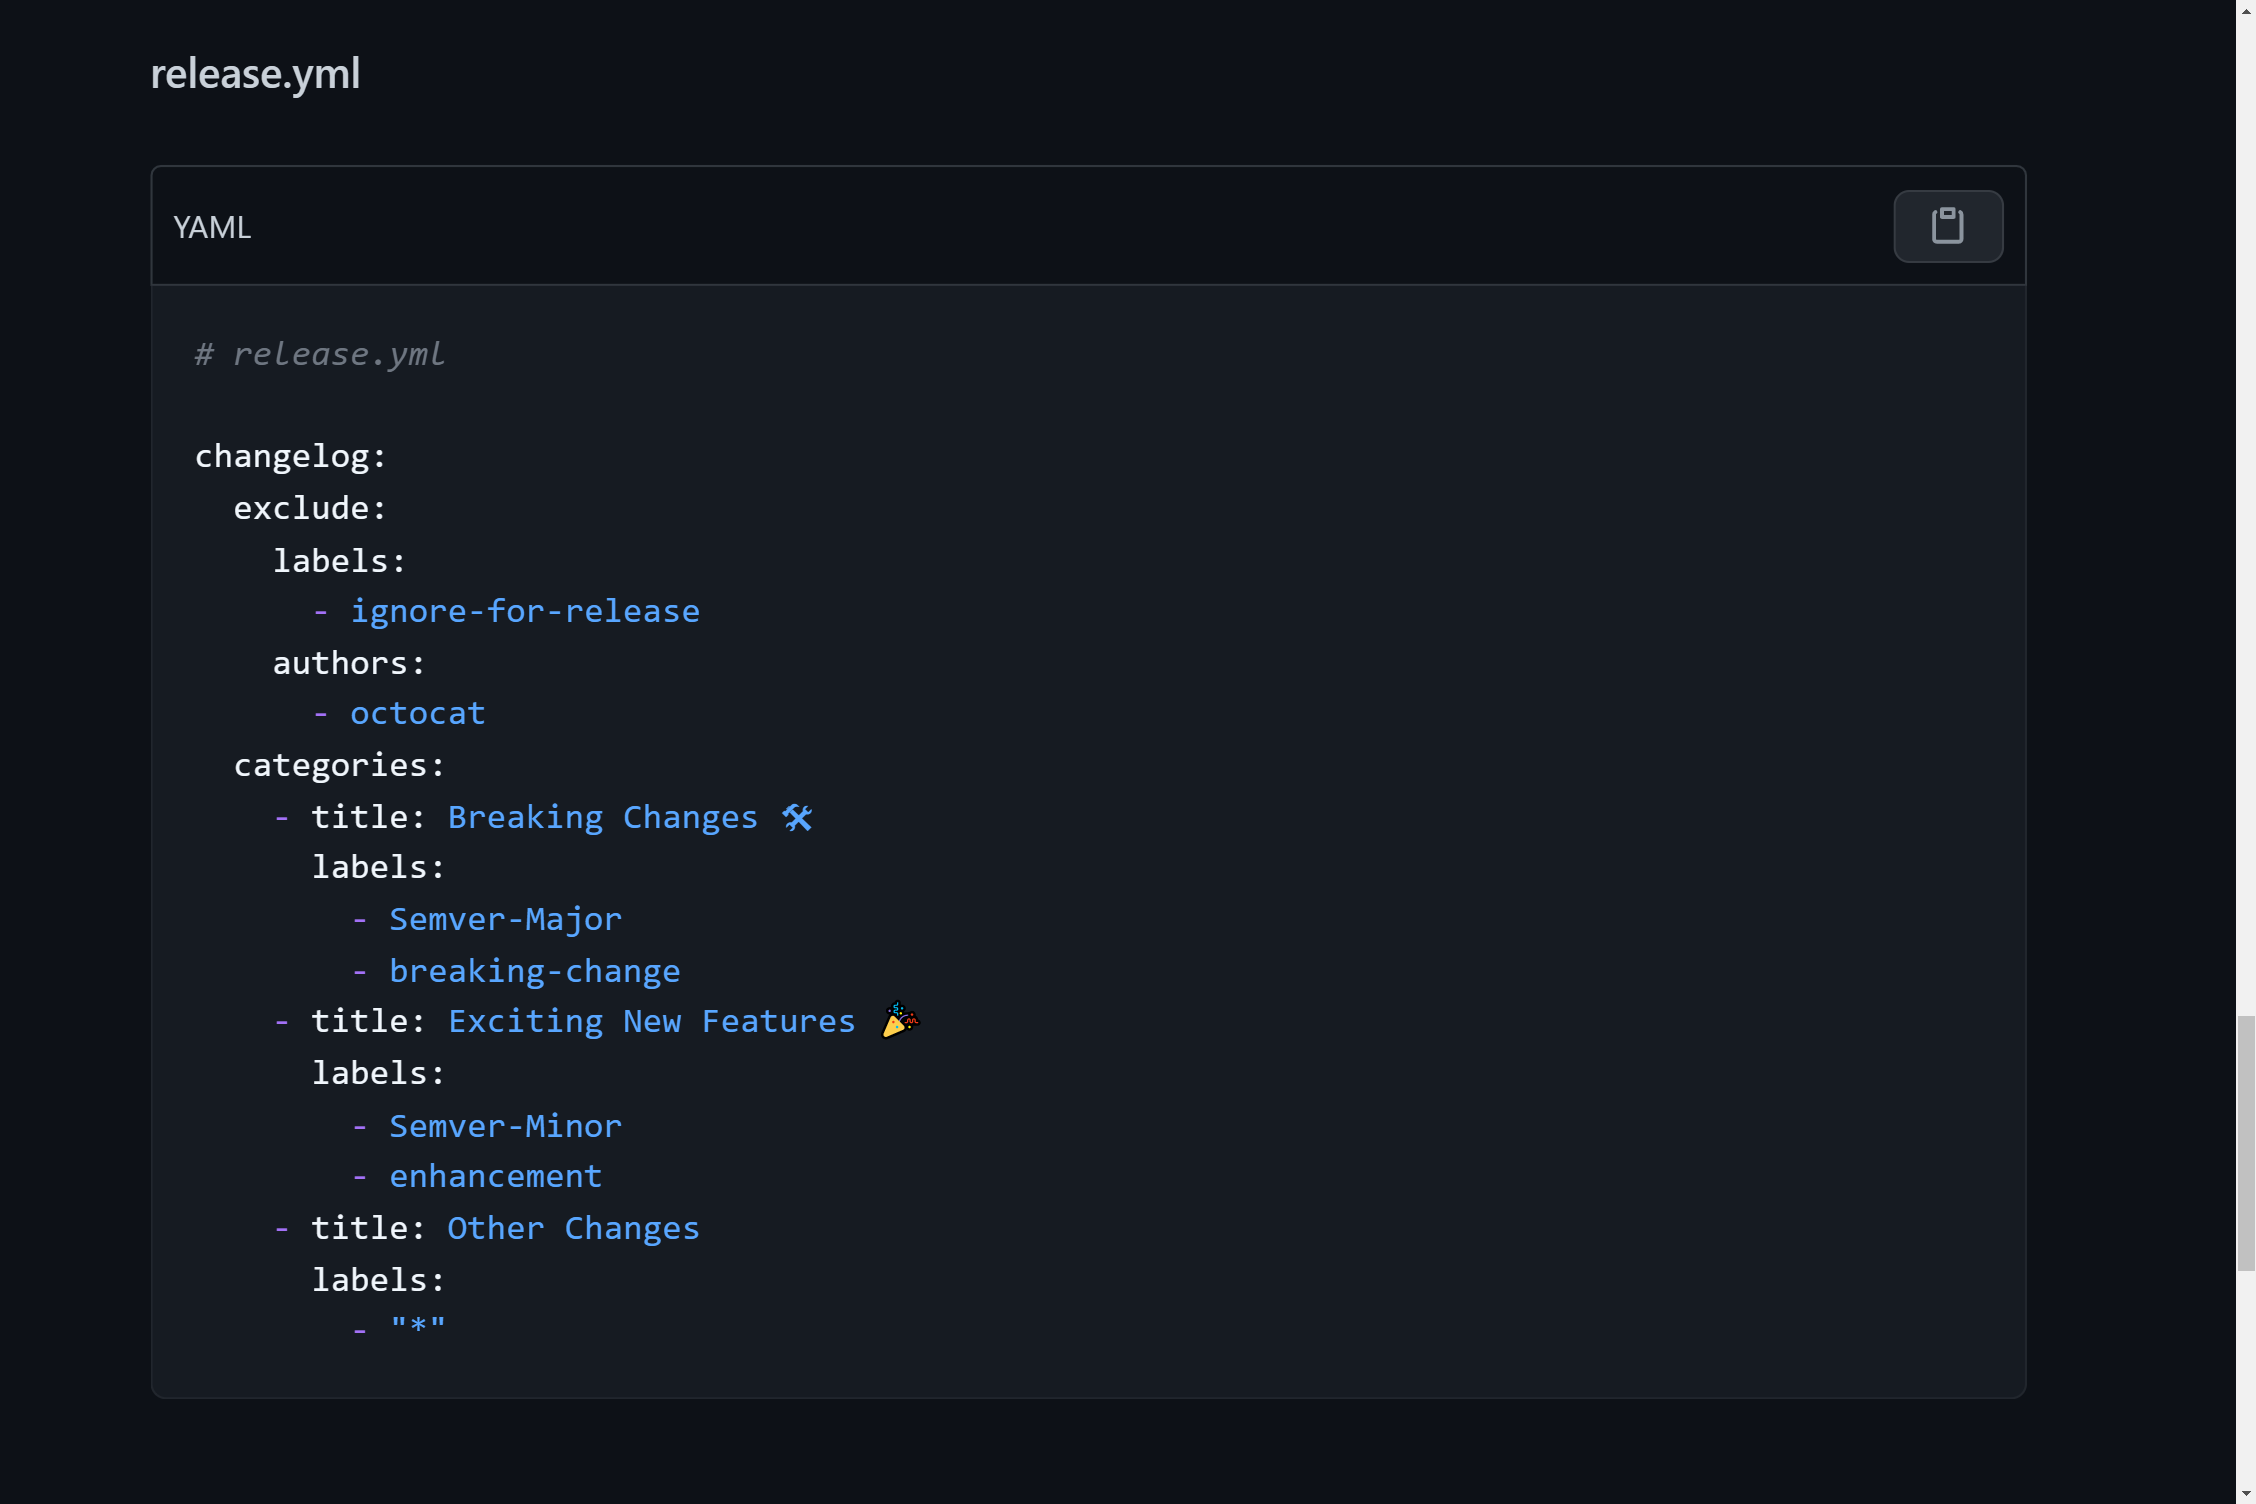 release.yml
YAML
# release.yml
changelog:
  exclude:
    labels:
      - ignore-for-release
    authors:
      - octocat
  categories:
    - title: Breaking Changes 🛠
      labels:
        - Semver-Major
        - breaking-change
    - title: Exciting New Features 🎉
      labels:
        - Semver-Minor
        - enhancement
    - title: Other Changes
      labels:
        - "*"